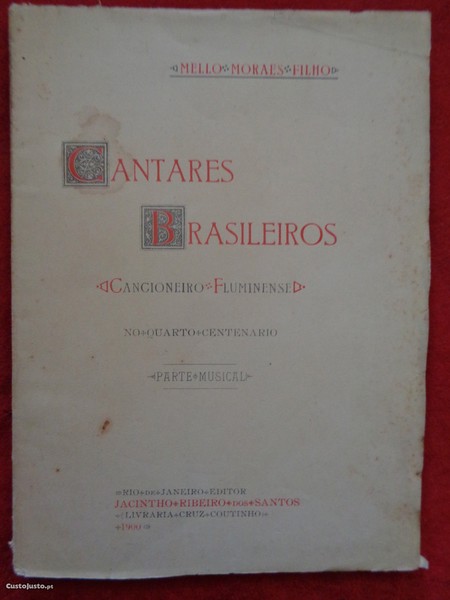 MELLO MORAES FILHO
CANTARES
BRASILEIROS
CANCIONEIRO FLUMINENSE
NO QUARTO CENTENARIO
PARTE MUSICAL
RIO DE JANEIRO EDITOR
JACINTHO RIBEIRO DOS SANTOS
LIVRARIA CRUZ COUTINHO
1900
CustoJusto.pt